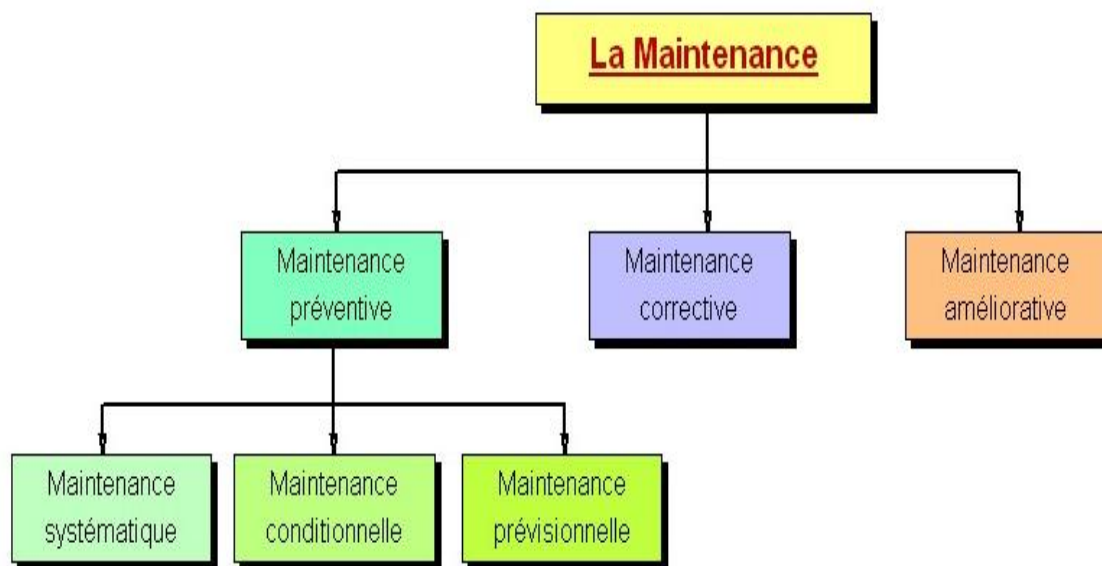 La Maintenance
Maintenance
préventive
Maintenance
corrective
Maintenance
améliorative
Maintenance
systématique
Maintenance
conditionnelle
Maintenance
prévisionnelle